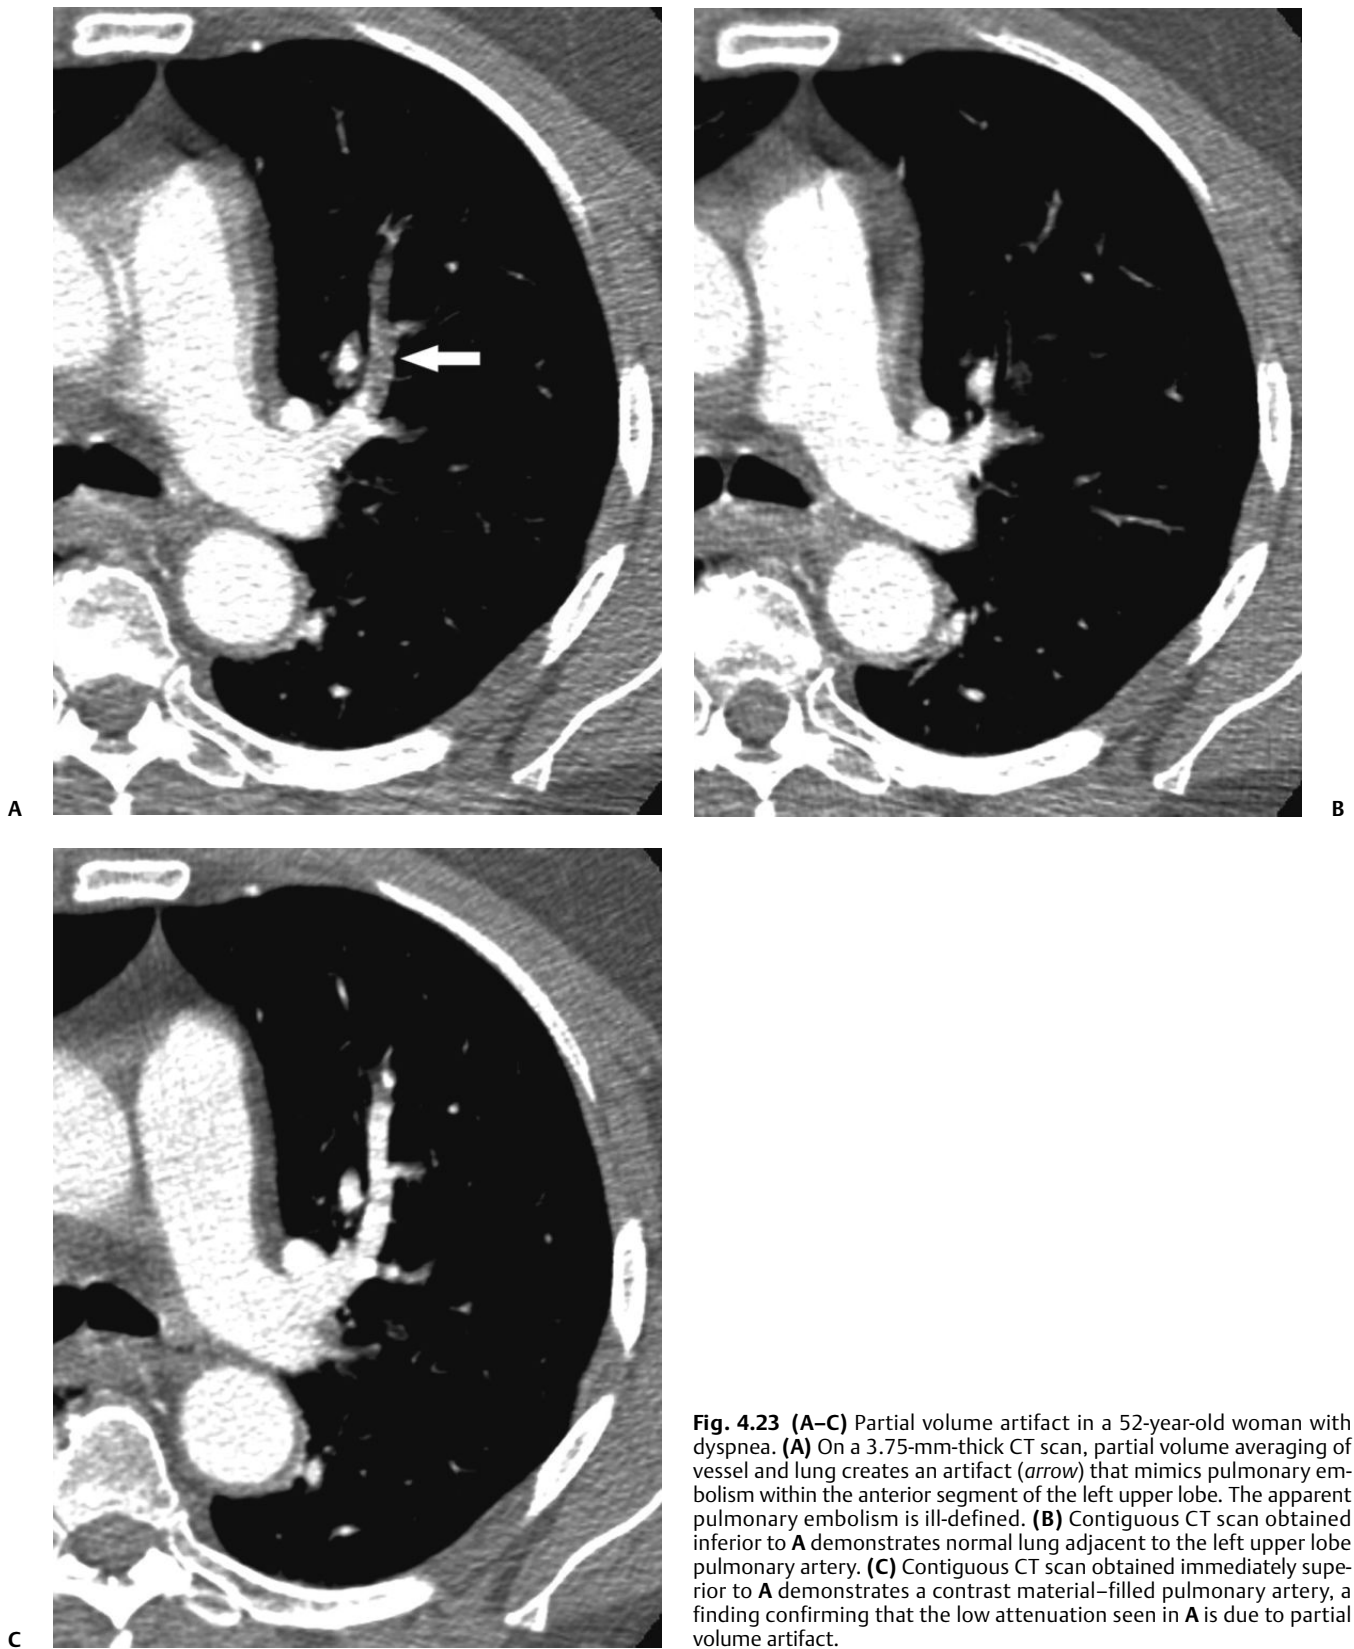 A
B
C
Fig. 4.23 (A–C) Partial volume artifact in a 52-year-old woman with
dyspnea. (A) On a 3.75-mm-thick CT scan, partial volume averaging of
vessel and lung creates an artifact (arrow) that mimics pulmonary em-
bolism within the anterior segment of the left upper lobe. The apparent
pulmonary embolism is ill-defined. (B) Contiguous CT scan obtained
inferior to A demonstrates normal lung adjacent to the left upper lobe
pulmonary artery. (C) Contiguous CT scan obtained immediately supe-
rior to A demonstrates a contrast material–filled pulmonary artery, a
finding confirming that the low attenuation seen in A is due to partial
volume artifact.